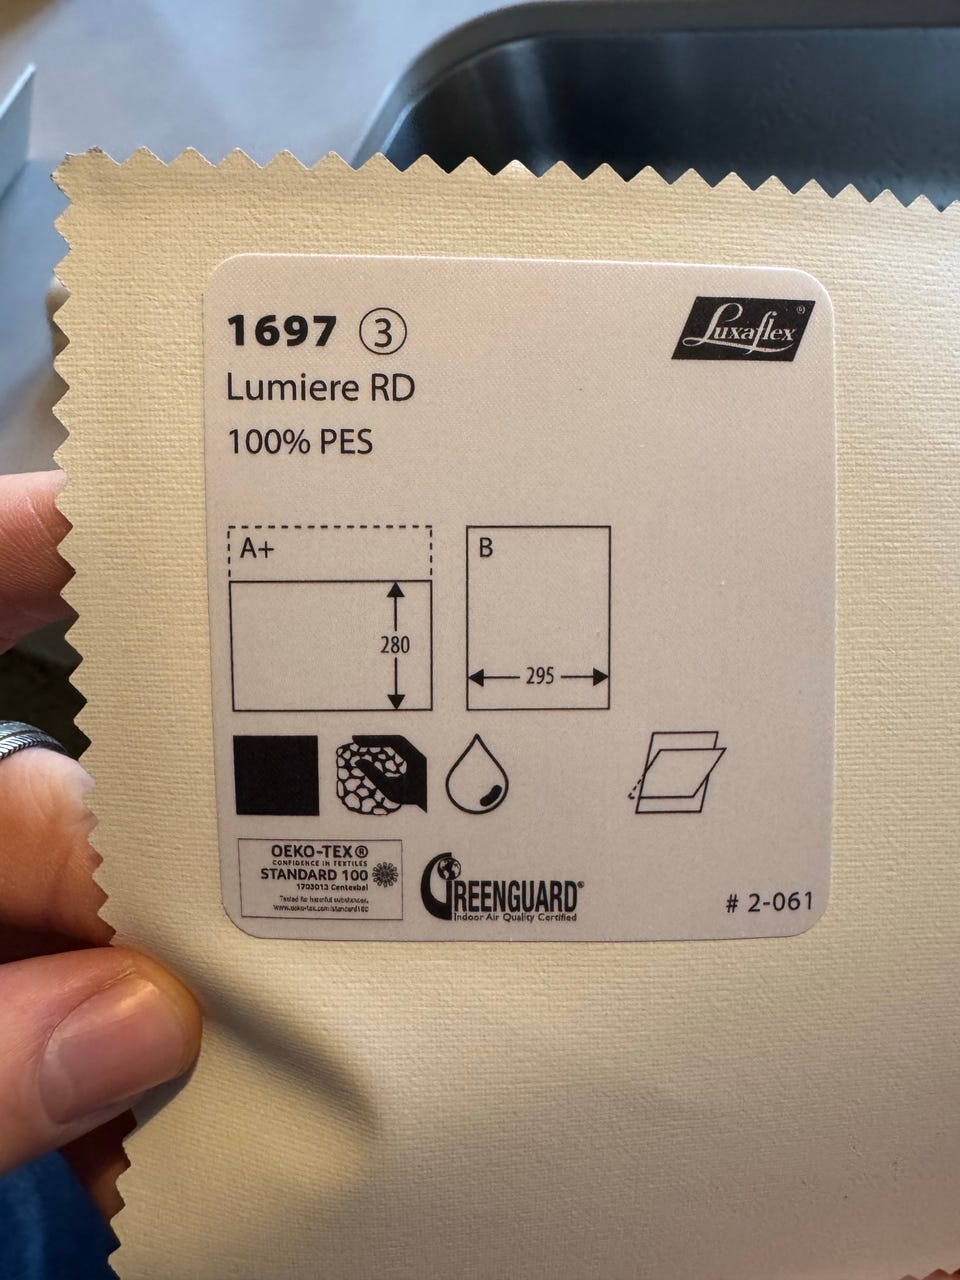 1697 ③
Luxaflex®
Lumiere RD
100% PES
A+
B
280
295
OEKO-TEX®
CONFIDENCE IN TEXTILES
STANDARD 100
1703013 Centexbel
Tested for harmful substances.
www.oeko-tex.com/standard100
GREENGUARD®
Indoor Air Quality Certified
# 2-061